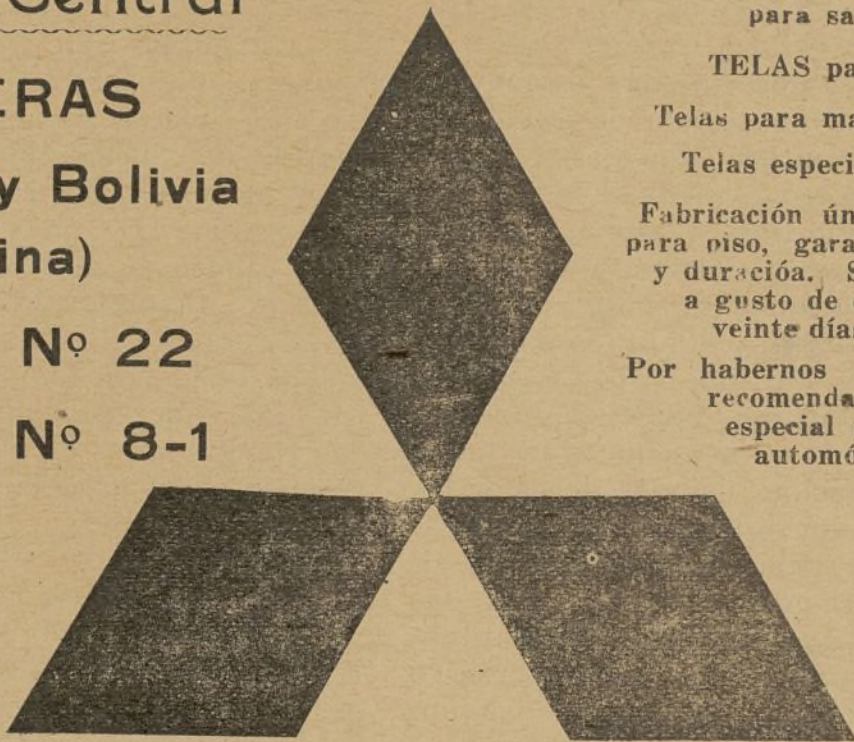 Central
ERAS
y Bolivia
ina)
Nº 22
Nº 8-1
para sa
TELAS pa
Telas para ma
Telas especi
Fabricación ún
para piso, gara
y duracióa. S
a gusto de
veinte día
Por habernos
recomenda
especial
automó